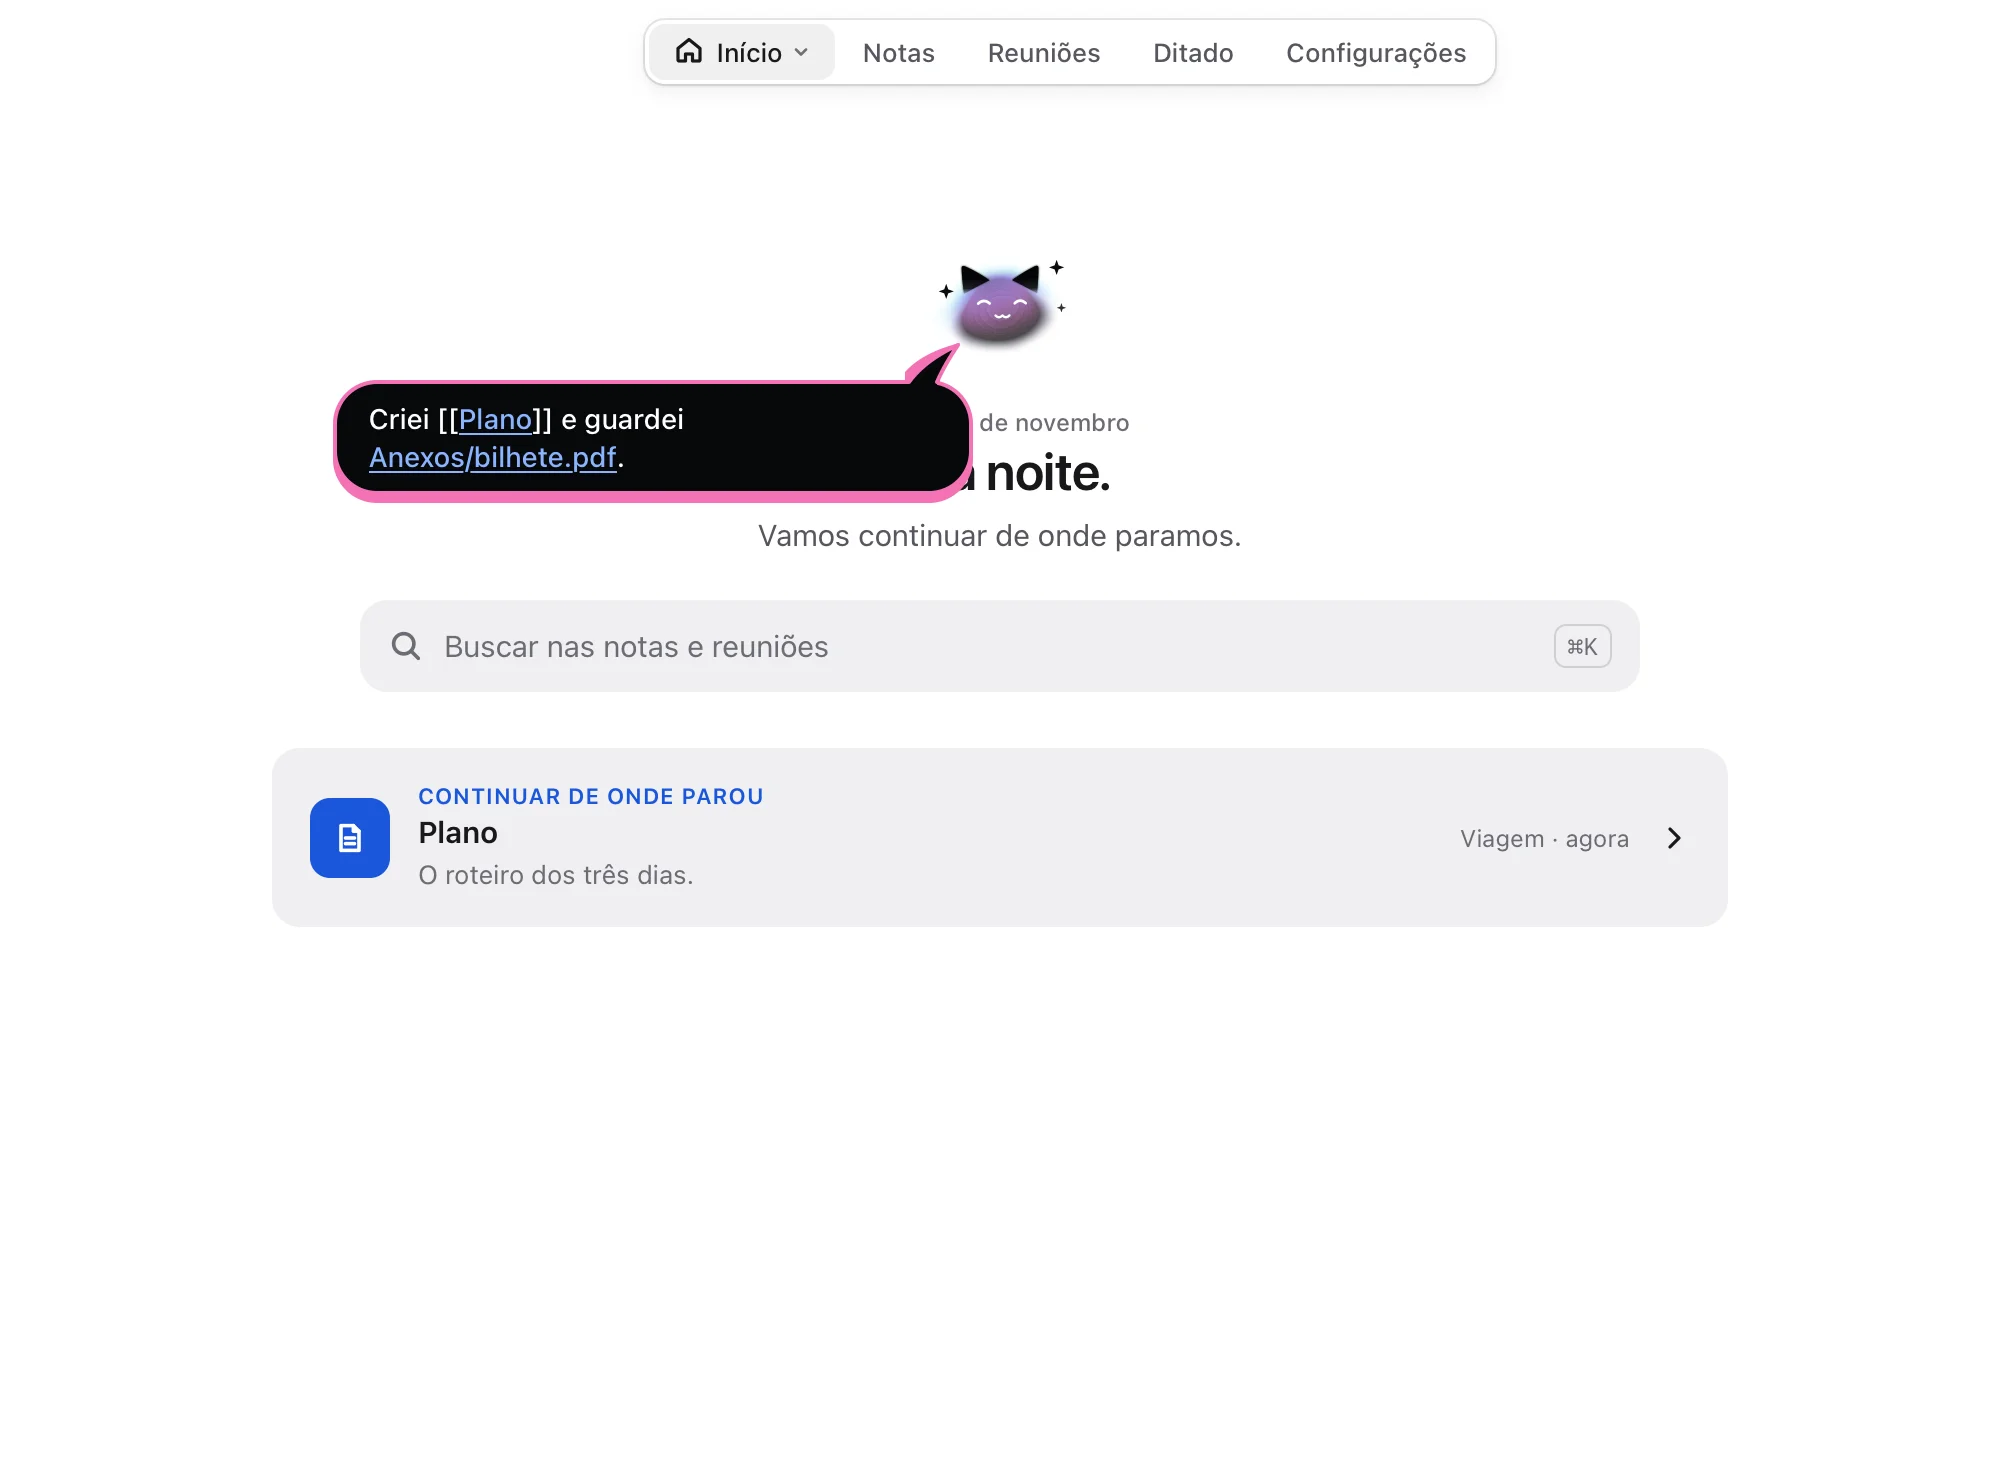 Início
Notas
Reuniões
Ditado
Configurações
Criei [[Plano]] e guardei
Anexos/bilhete.pdf.
de novembro
noite.
Vamos continuar de onde paramos.
Buscar nas notas e reuniões
⌘K
CONTINUAR DE ONDE PAROU
Plano
O roteiro dos três dias.
Viagem · agora